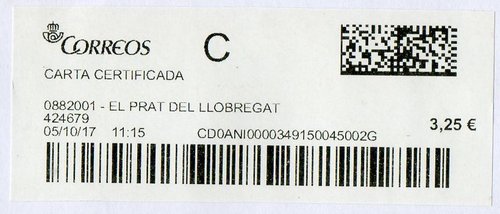 CORREOS
C
CARTA CERTIFICADA
0882001 - EL PRAT DEL LLOBREGAT
424679
3,25 €
05/10/17 11:15 CD0ANI0000349150045002G